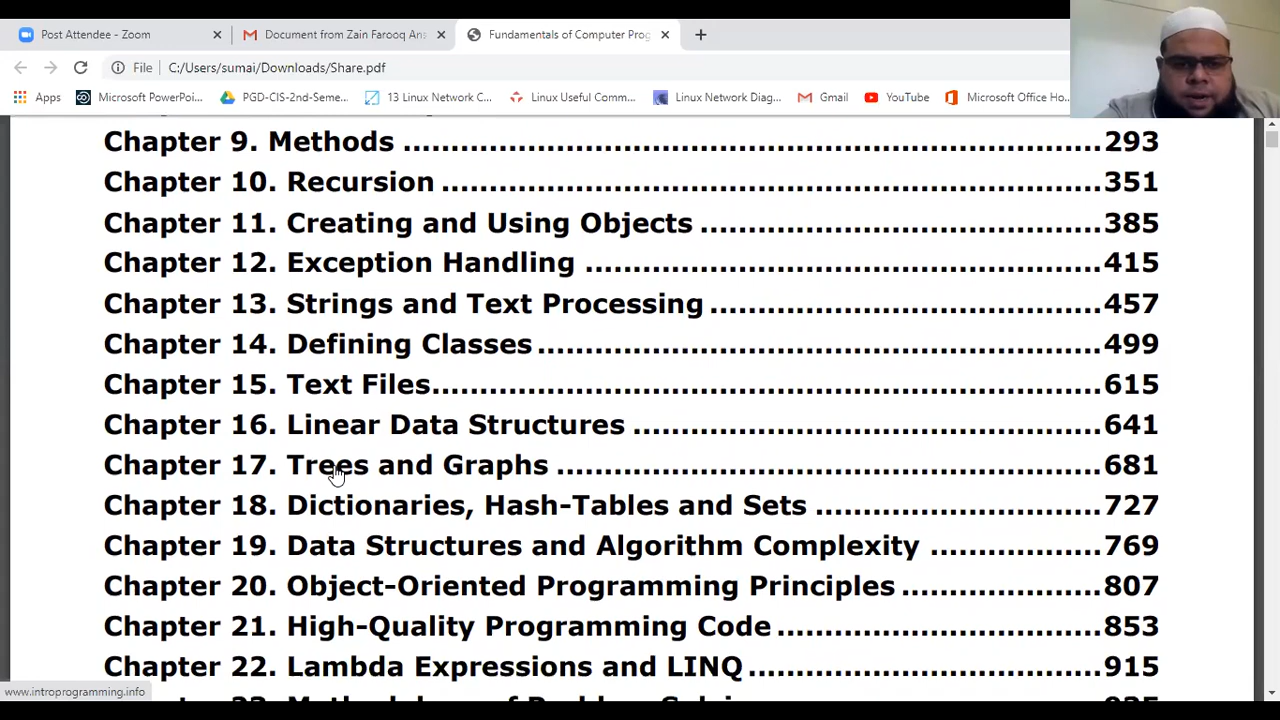 Post Attendee - Zoom
Document from Zain Farooq Ans
Fundamentals of Computer Prog
File
C:/Users/sumai/Downloads/Share.pdf
Apps
Microsoft PowerPoi...
PGD-CIS-2nd-Seme...
13 Linux Network C...
Linux Useful Comm...
Linux Network Diag...
Gmail
YouTube
Microsoft Office Ho...
Chapter 9. Methods ..........................................................................293
Chapter 10. Recursion ......................................................................351
Chapter 11. Creating and Using Objects ...........................................385
Chapter 12. Exception Handling ......................................................415
Chapter 13. Strings and Text Processing ..........................................457
Chapter 14. Defining Classes............................................................499
Chapter 15. Text Files.......................................................................615
Chapter 16. Linear Data Structures ..................................................641
Chapter 17. Trees and Graphs ..........................................................681
Chapter 18. Dictionaries, Hash-Tables and Sets ...............................727
Chapter 19. Data Structures and Algorithm Complexity ..................769
Chapter 20. Object-Oriented Programming Principles .....................807
Chapter 21. High-Quality Programming Code ..................................853
Chapter 22. Lambda Expressions and LINQ .....................................915
www.introprogramming.info